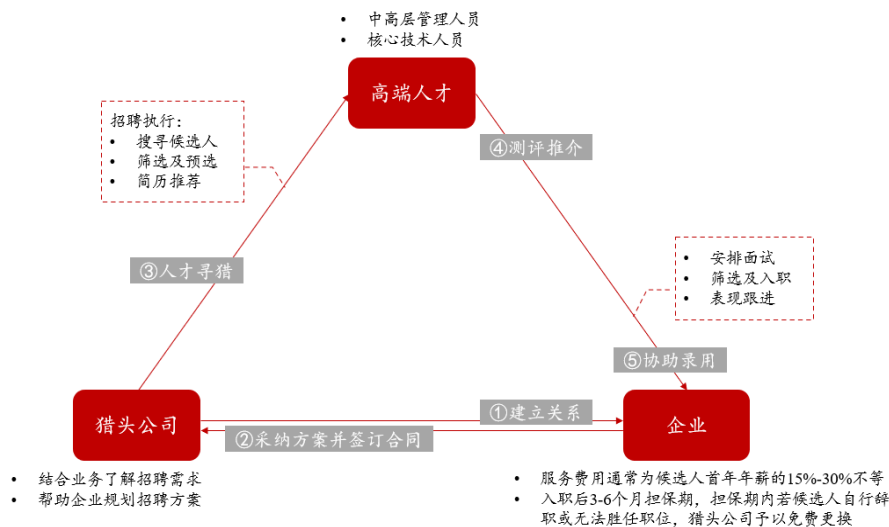 • 中高层管理人员
• 核心技术人员
高端人才
招聘执行：
• 搜寻候选人
• 筛选及预选
• 简历推荐
④测评推介
③人才寻猎
• 安排面试
• 筛选及入职
• 表现跟进
⑤协助录用
猎头公司
①建立关系
②采纳方案并签订合同
企业
• 结合业务了解招聘需求
• 帮助企业规划招聘方案
• 服务费用通常为候选人首年年薪的15%-30%不等
• 入职后3-6个月担保期，担保期内若候选人自行辞
职或无法胜任职位，猎头公司予以免费更换